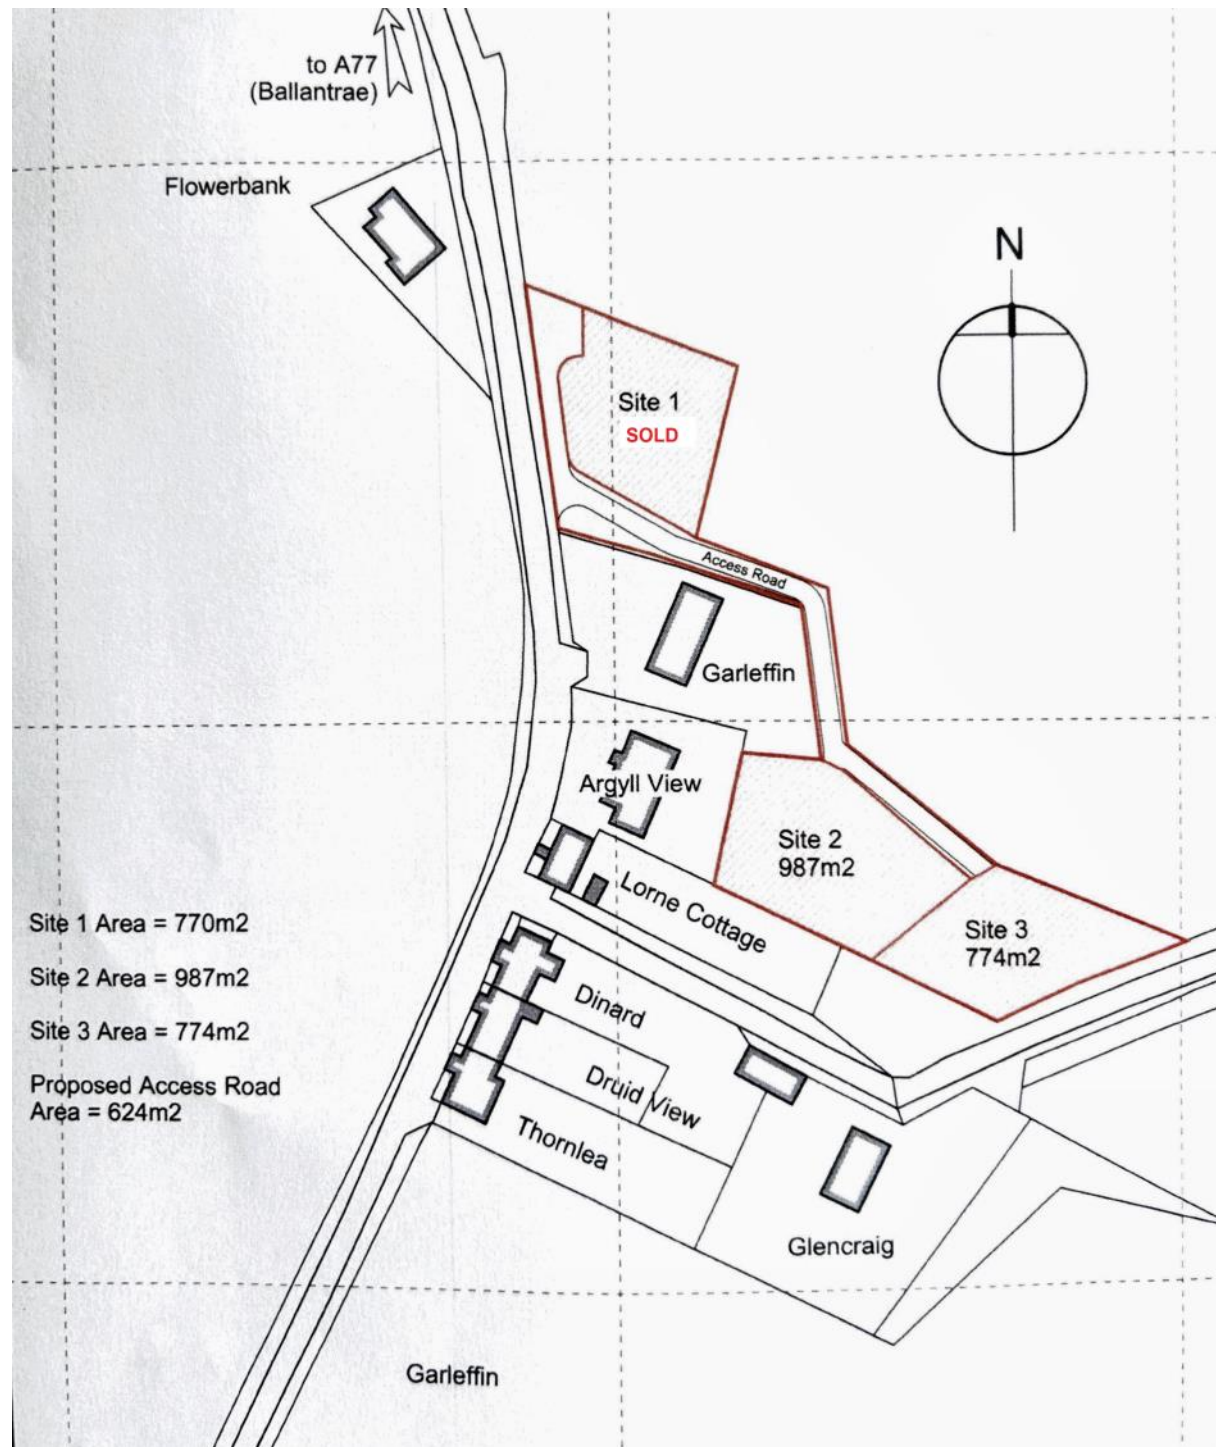 to A77
(Ballantrae)
Flowerbank
N
Site 1
SOLD
Access Road
Garleffin
Argyll View
Site 2
987m2
Lorne Cottage
Site 3
774m2
Site 1 Area = 770m2
Site 2 Area = 987m2
Site 3 Area = 774m2
Proposed Access Road
Area = 624m2
Dinard
Druid View
Thornlea
Glencraig
Garleffin